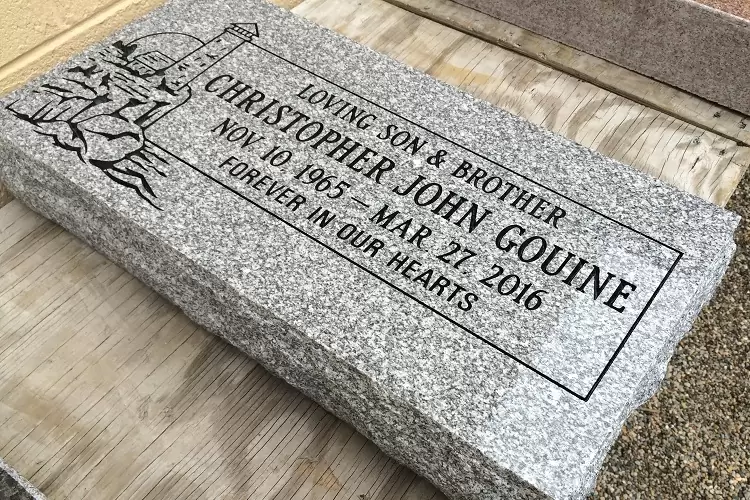 LOVING SON & BROTHER
CHRISTOPHER JOHN GOUINE
NOV 10, 1965 – MAR 27, 2016
FOREVER IN OUR HEARTS